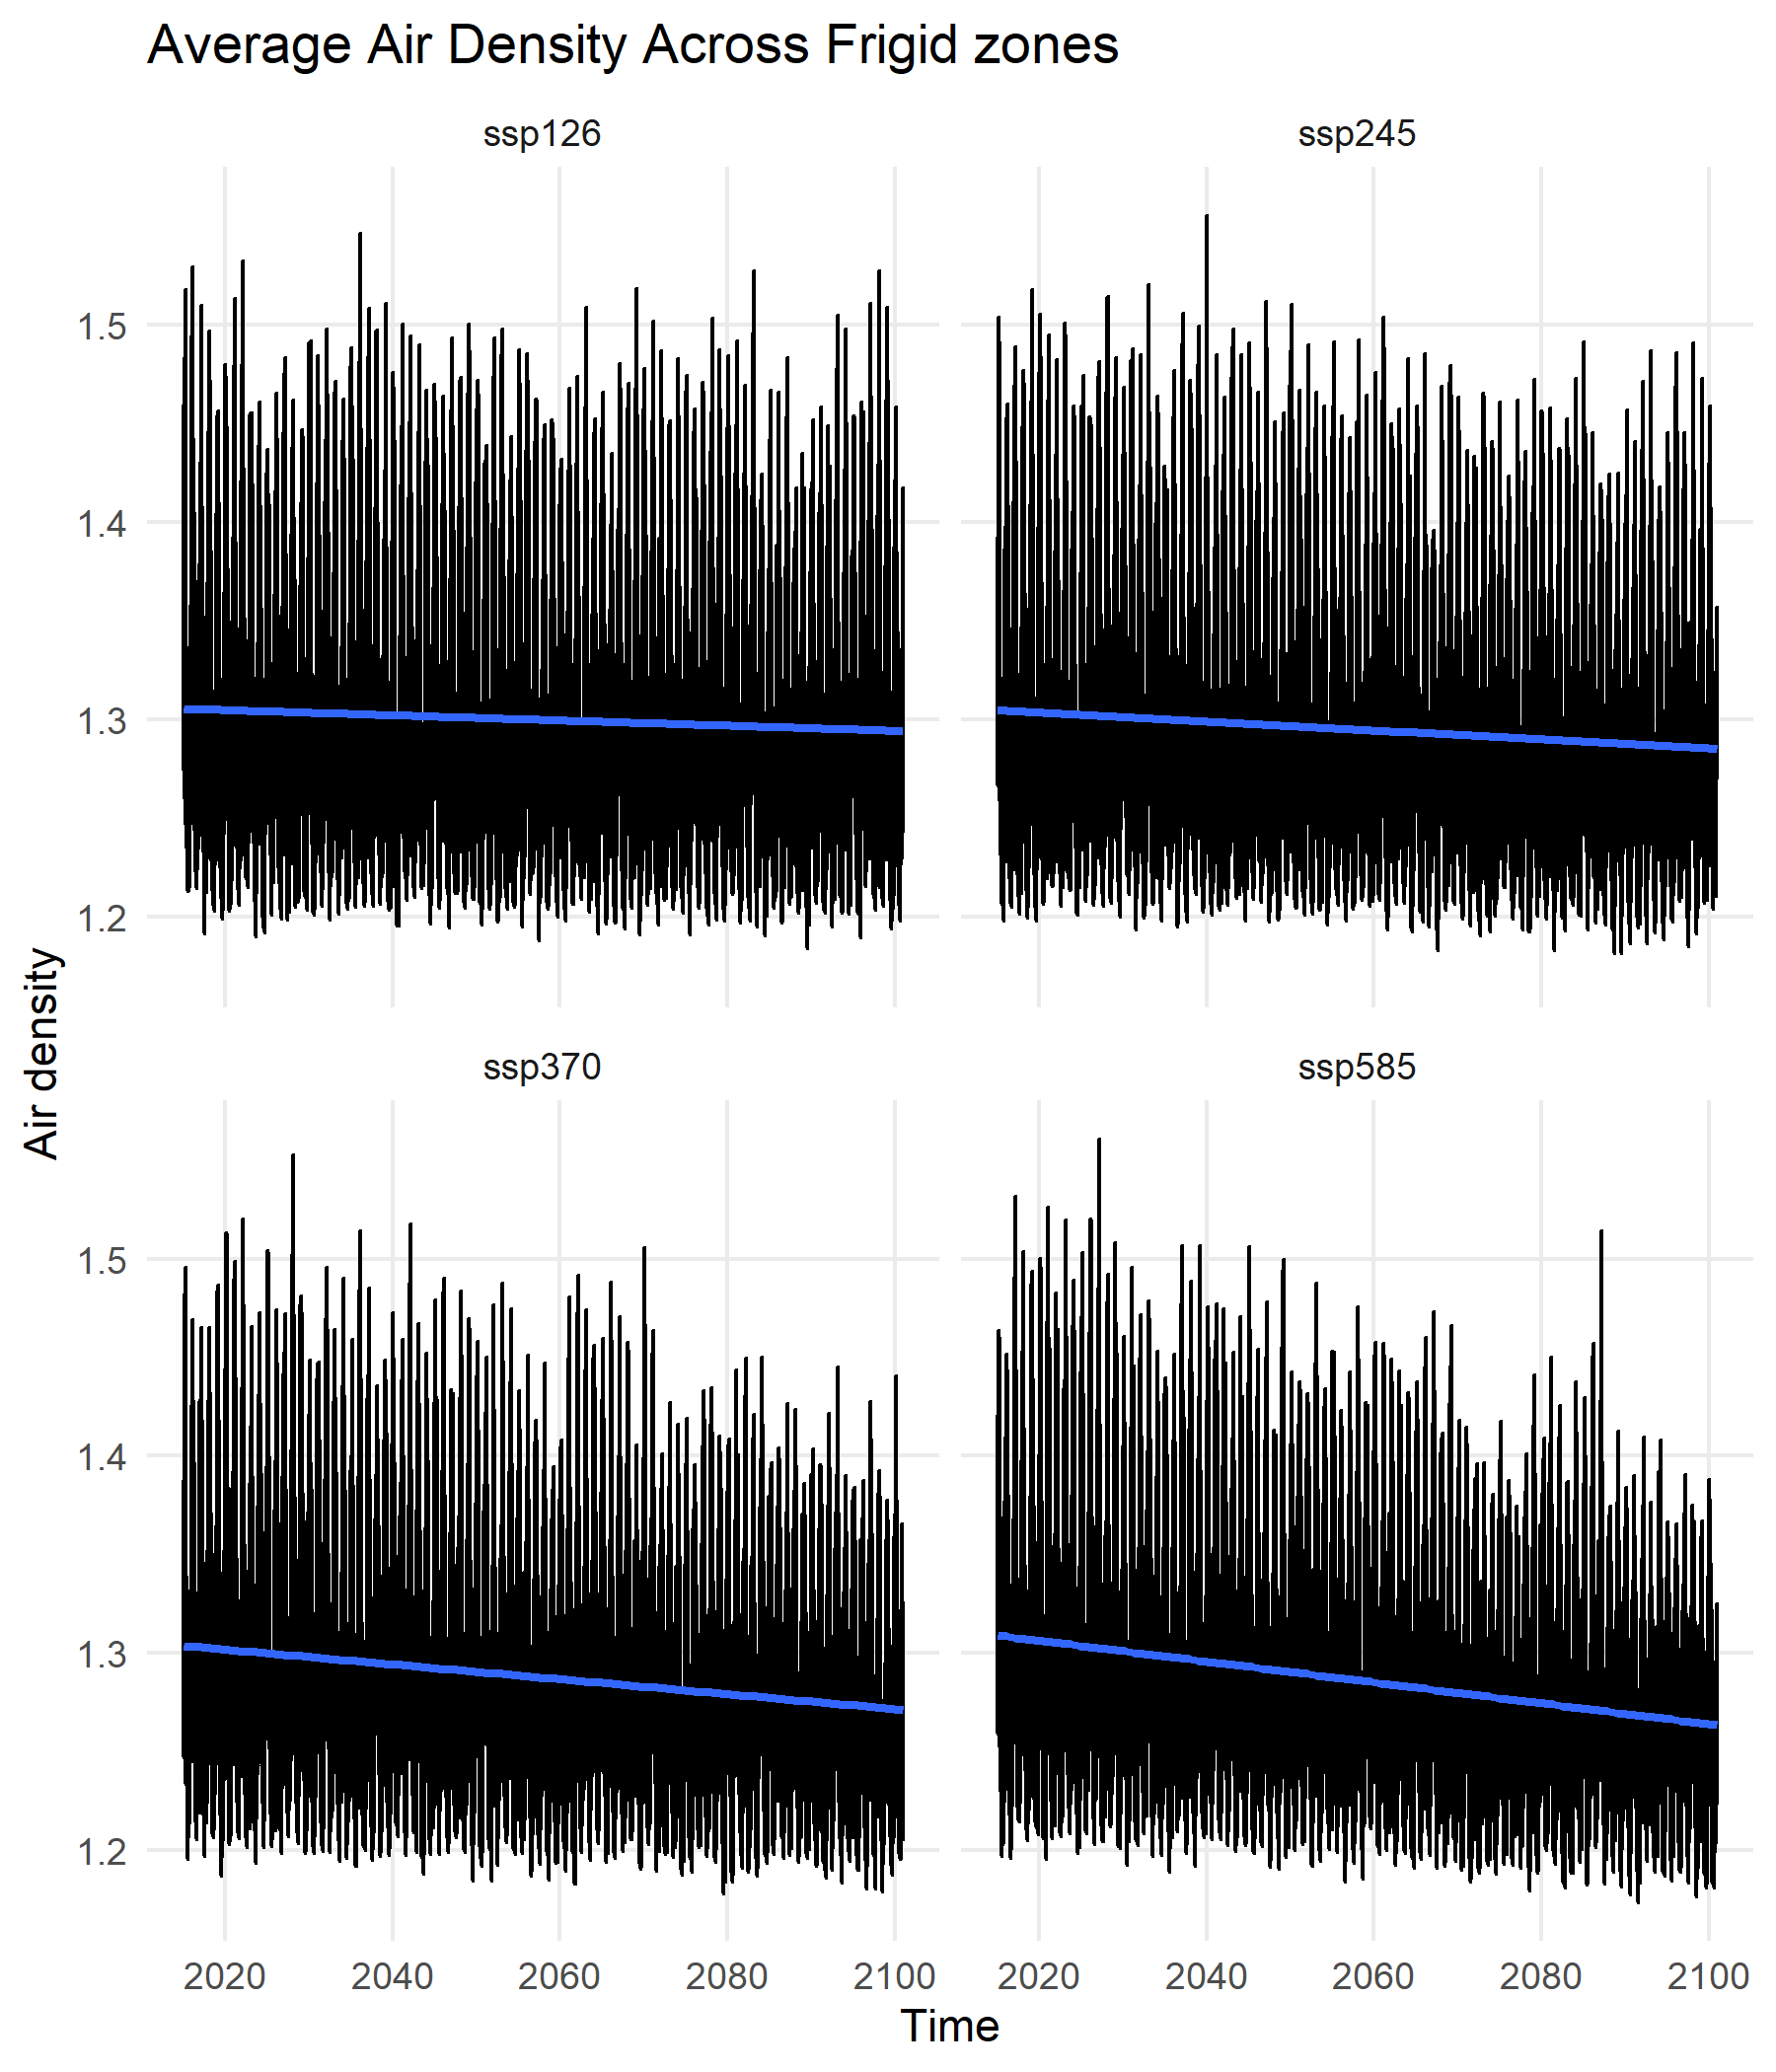 Average Air Density Across Frigid zones
ssp126
ssp245
1.5
1.4
1.3
1.2
Air density
ssp370
ssp585
1.5
1.4
1.3
1.2
2020 2040 2060 2080 2100 2020 2040 2060 2080 2100
Time